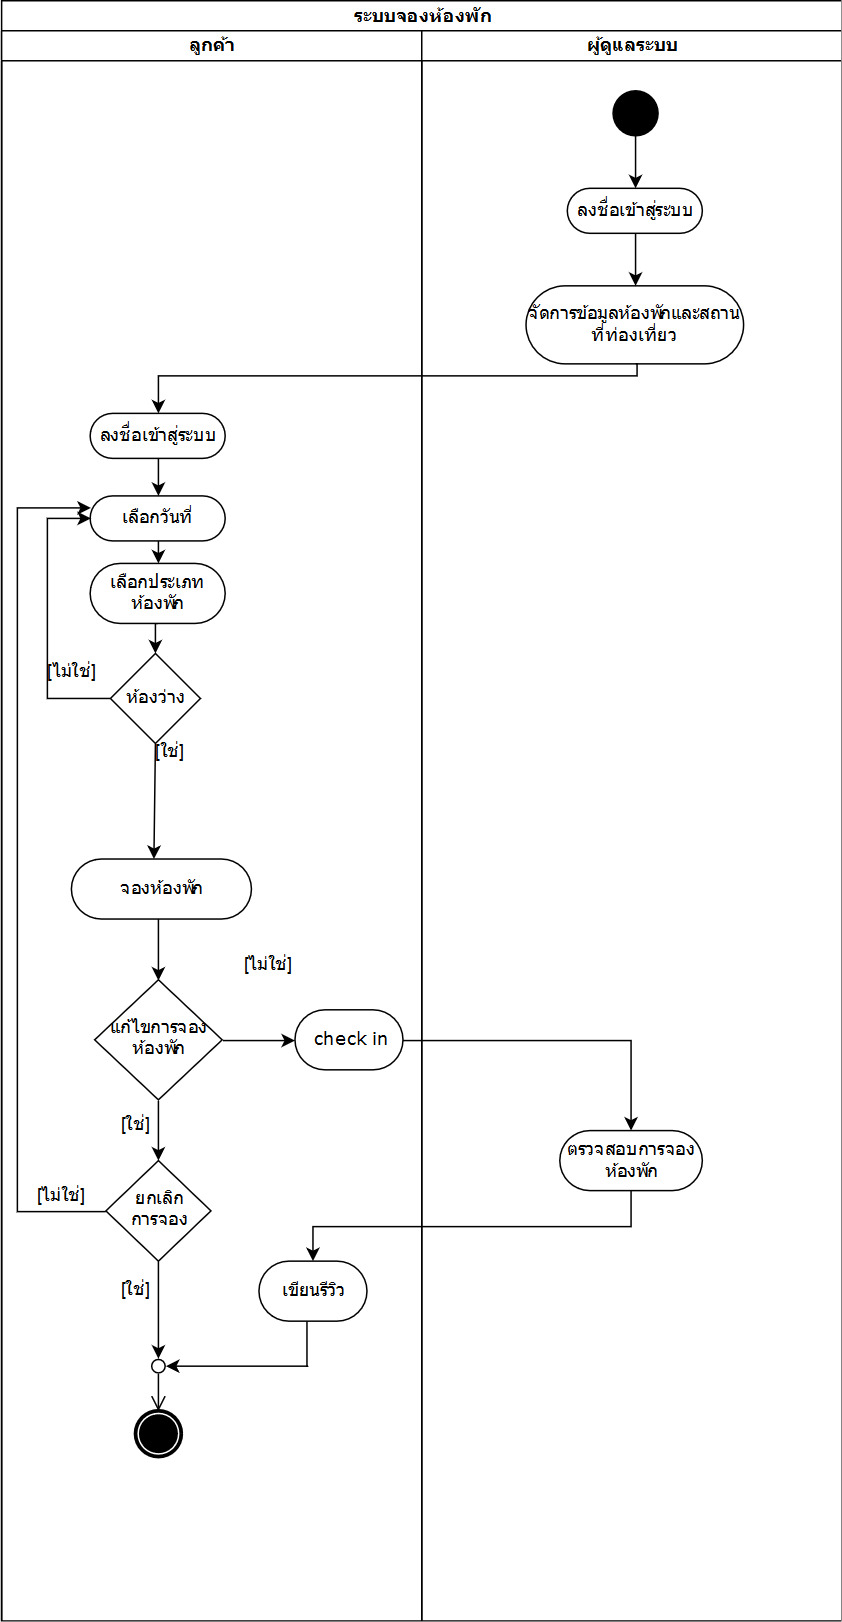 ระบบจองห้องพัก
ลูกค้า
ผู้ดูแลระบบ
ลงชื่อเข้าสู่ระบบ
จัดการข้อมูลห้องพักและสถาน
ที่ท่องเที่ยว
ลงชื่อเข้าสู่ระบบ
เลือกวันที่
เลือกประเภท
ห้องพัก
[ไม่ใช่]
ห้องว่าง
[ใช่]
จองห้องพัก
[ไม่ใช่]
แก้ไขการจอง
ห้องพัก
check in
[ใช่]
ตรวจสอบการจอง
ห้องพัก
[ไม่ใช่]
ยกเลิก
การจอง
[ใช่]
เขียนรีวิว